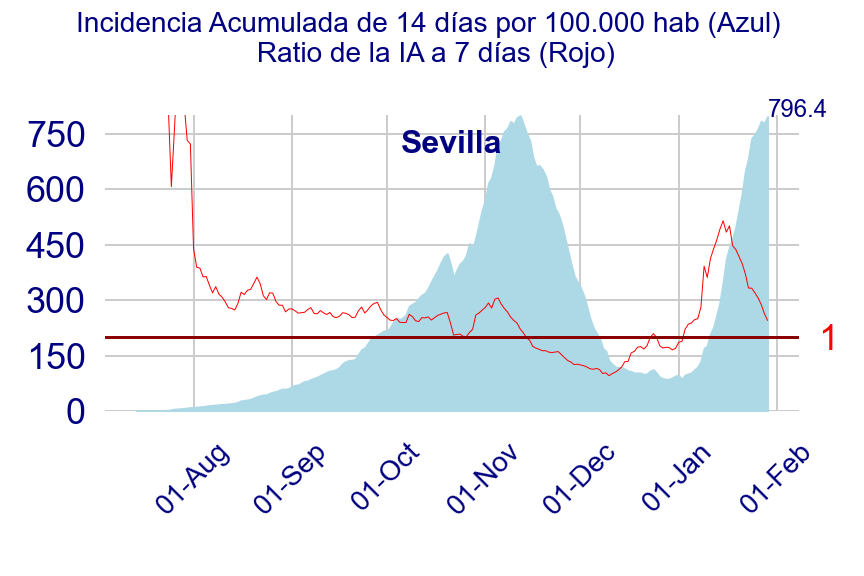 Incidencia Acumulada de 14 días por 100.000 hab (Azul)
Ratio de la IA a 7 días (Rojo)
796.4
Sevilla
750
600
450
300
150
0
1
01-Aug
01-Sep
01-Oct
01-Nov
01-Dec
01-Jan
01-Feb